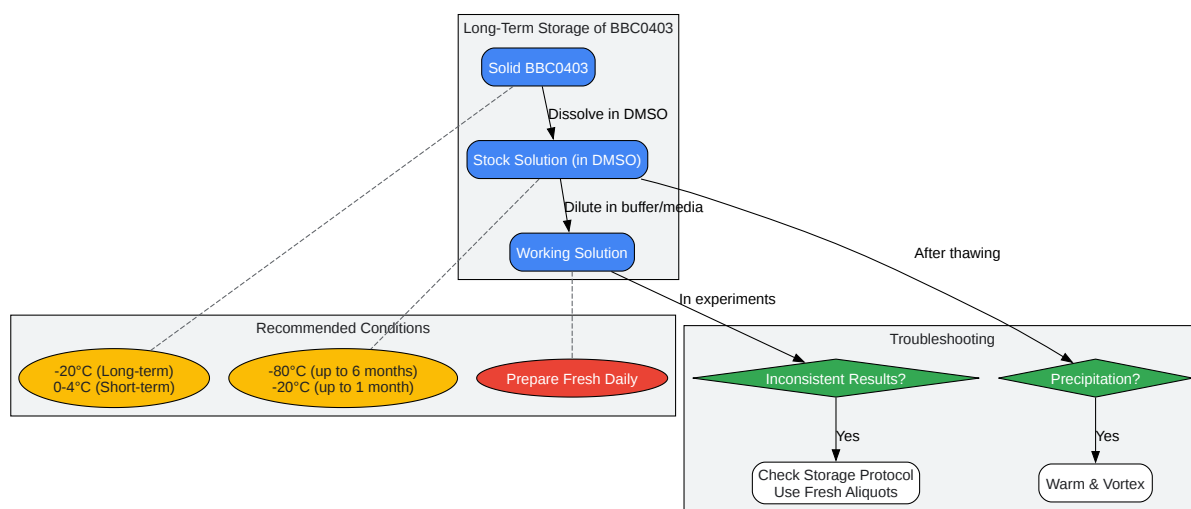 Long-Term Storage of BBC0403
Solid BBC0403
Dissolve in DMSO
Stock Solution (in DMSO)
Dilute in buffer/media
Working Solution
After thawing
In experiments
Recommended Conditions
-20°C (Long-term)
0-4°C (Short-term)
-80°C (up to 6 months)
-20°C (up to 1 month)
Prepare Fresh Daily
Troubleshooting
Inconsistent Results?
Precipitation?
Yes
Yes
Check Storage Protocol
Use Fresh Aliquots
Warm & Vortex